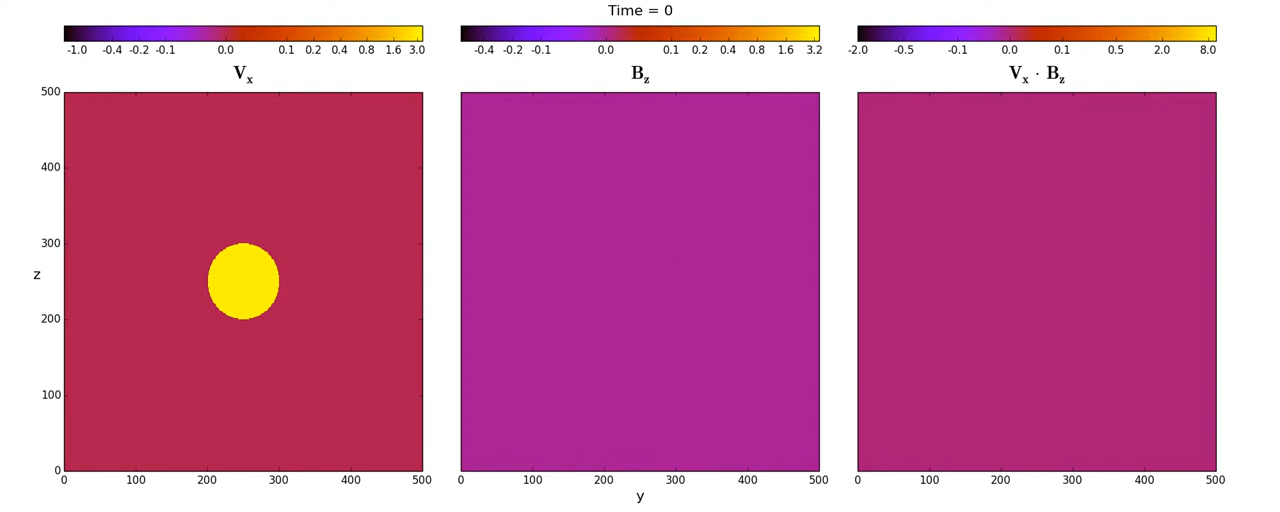 Time = 0
-1.0 -0.4 -0.2 -0.1 0.0 0.1 0.2 0.4 0.8 1.6 3.0
-0.4 -0.2 -0.1 0.0 0.1 0.2 0.4 0.8 1.6 3.2
-2.0 -0.5 -0.1 0.0 0.1 0.5 2.0 8.0
Vx
Bz
Vx · Bz
500
400
300
200
100
0
z
0 100 200 300 400 500
0 100 200 300 400 500
0 100 200 300 400 500
y